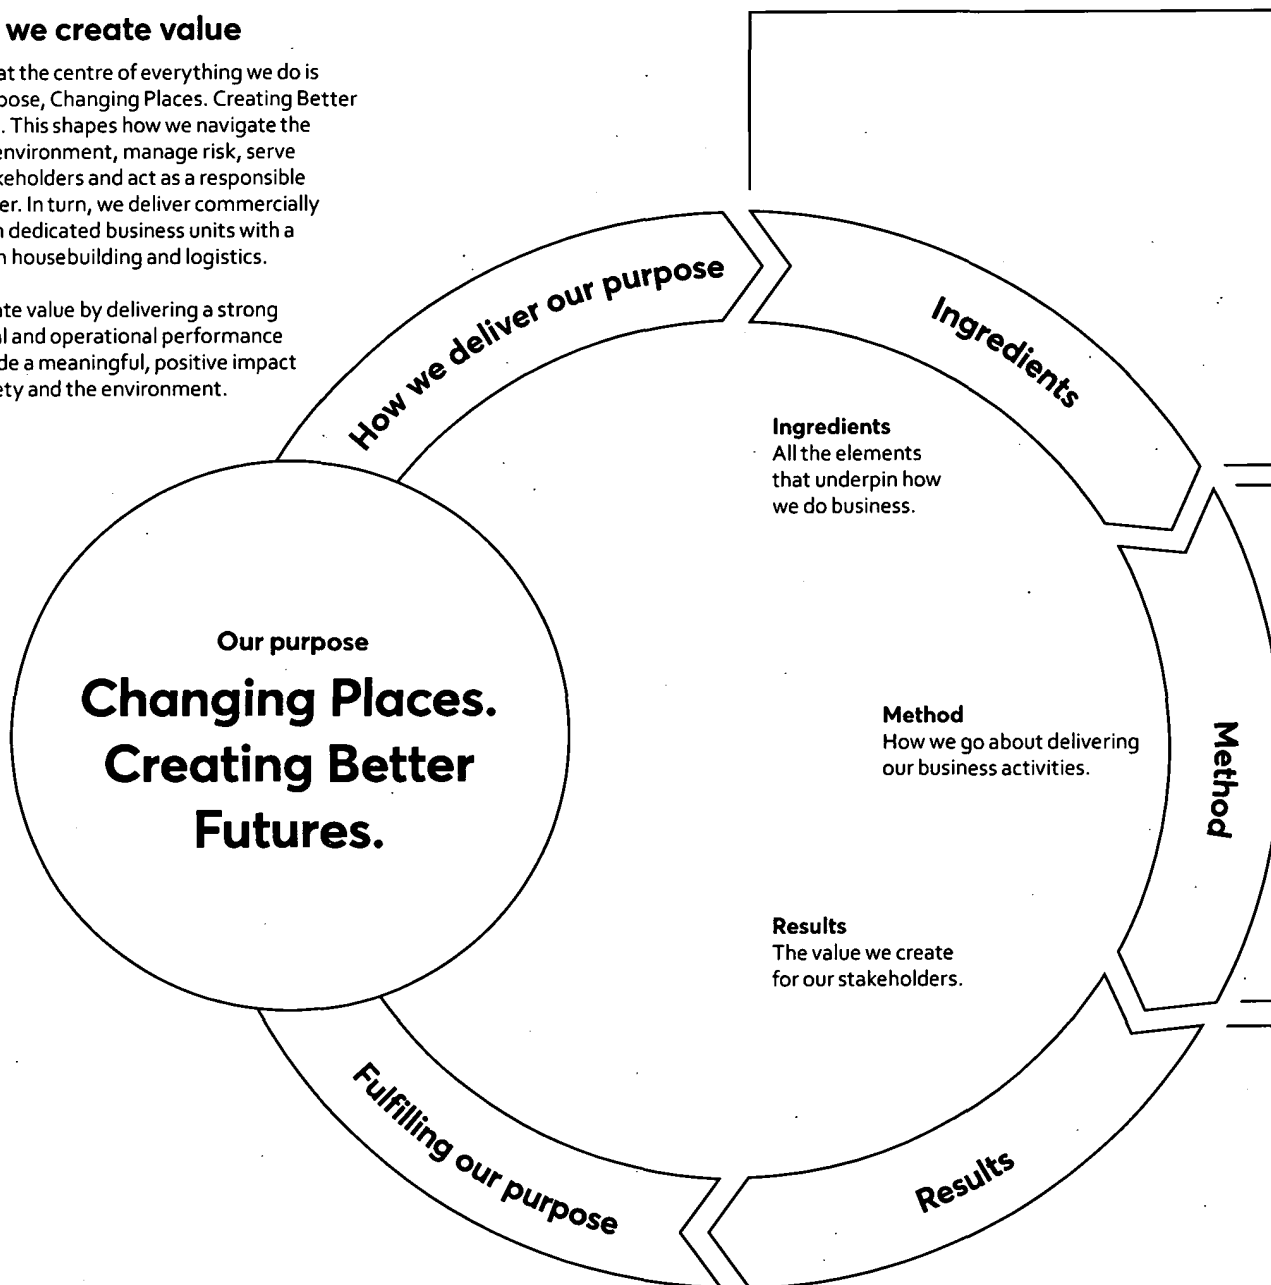 we create value
at the centre of everything we do is
pose, Changing Places. Creating Better
. This shapes how we navigate the
environment, manage risk, serve
keholders and act as a responsible
er. In turn, we deliver commercially
n dedicated business units with a
n housebuilding and logistics.
ate value by delivering a strong
al and operational performance
de a meaningful, positive impact
ety and the environment.
How we deliver our purpose
Ingredients
Ingredients
All the elements
that underpin how
we do business.
Our purpose
Changing Places.
Creating Better
Futures.
Method
How we go about delivering
our business activities.
Method
Results
The value we create
for our stakeholders.
Fulfilling our purpose
Results